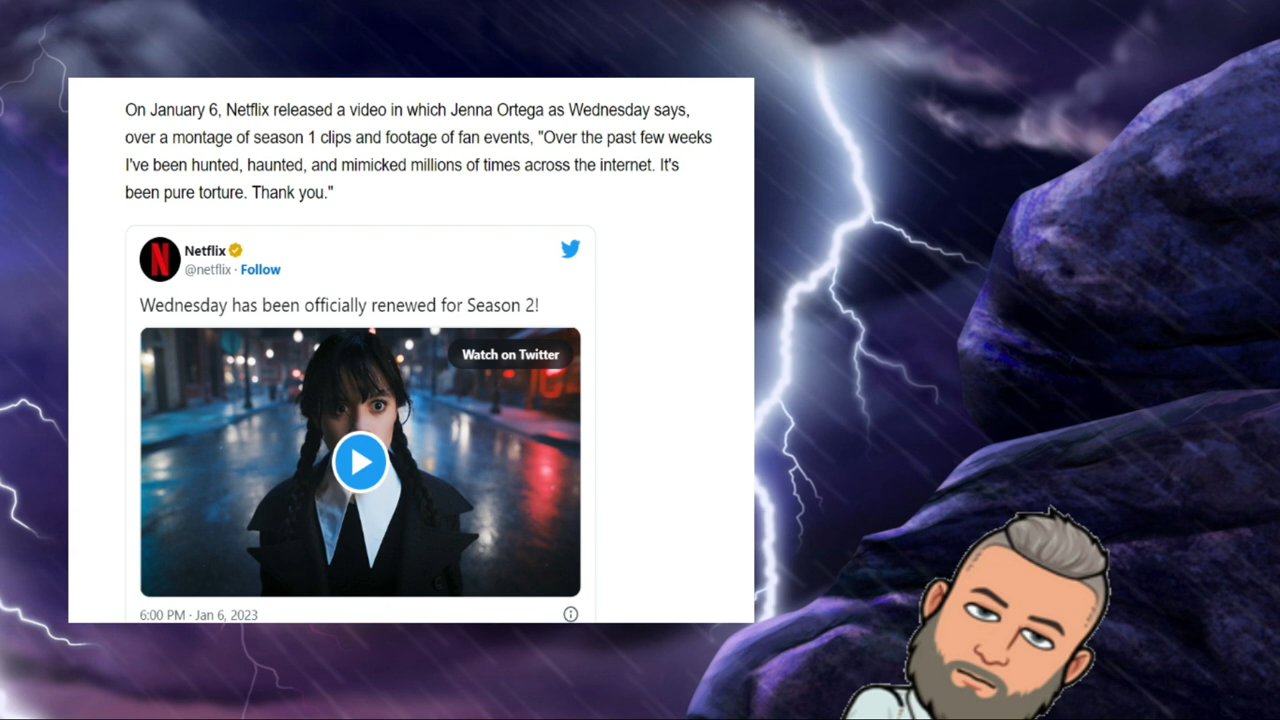 On January 6, Netflix released a video in which Jenna Ortega as Wednesday says,
over a montage of season 1 clips and footage of fan events, "Over the past few weeks
I've been hunted, haunted, and mimicked millions of times across the internet. It's
been pure torture. Thank you."
N
Netflix
@netflix · Follow
Wednesday has been officially renewed for Season 2!
Watch on Twitter
6:00 PM · Jan 6, 2023